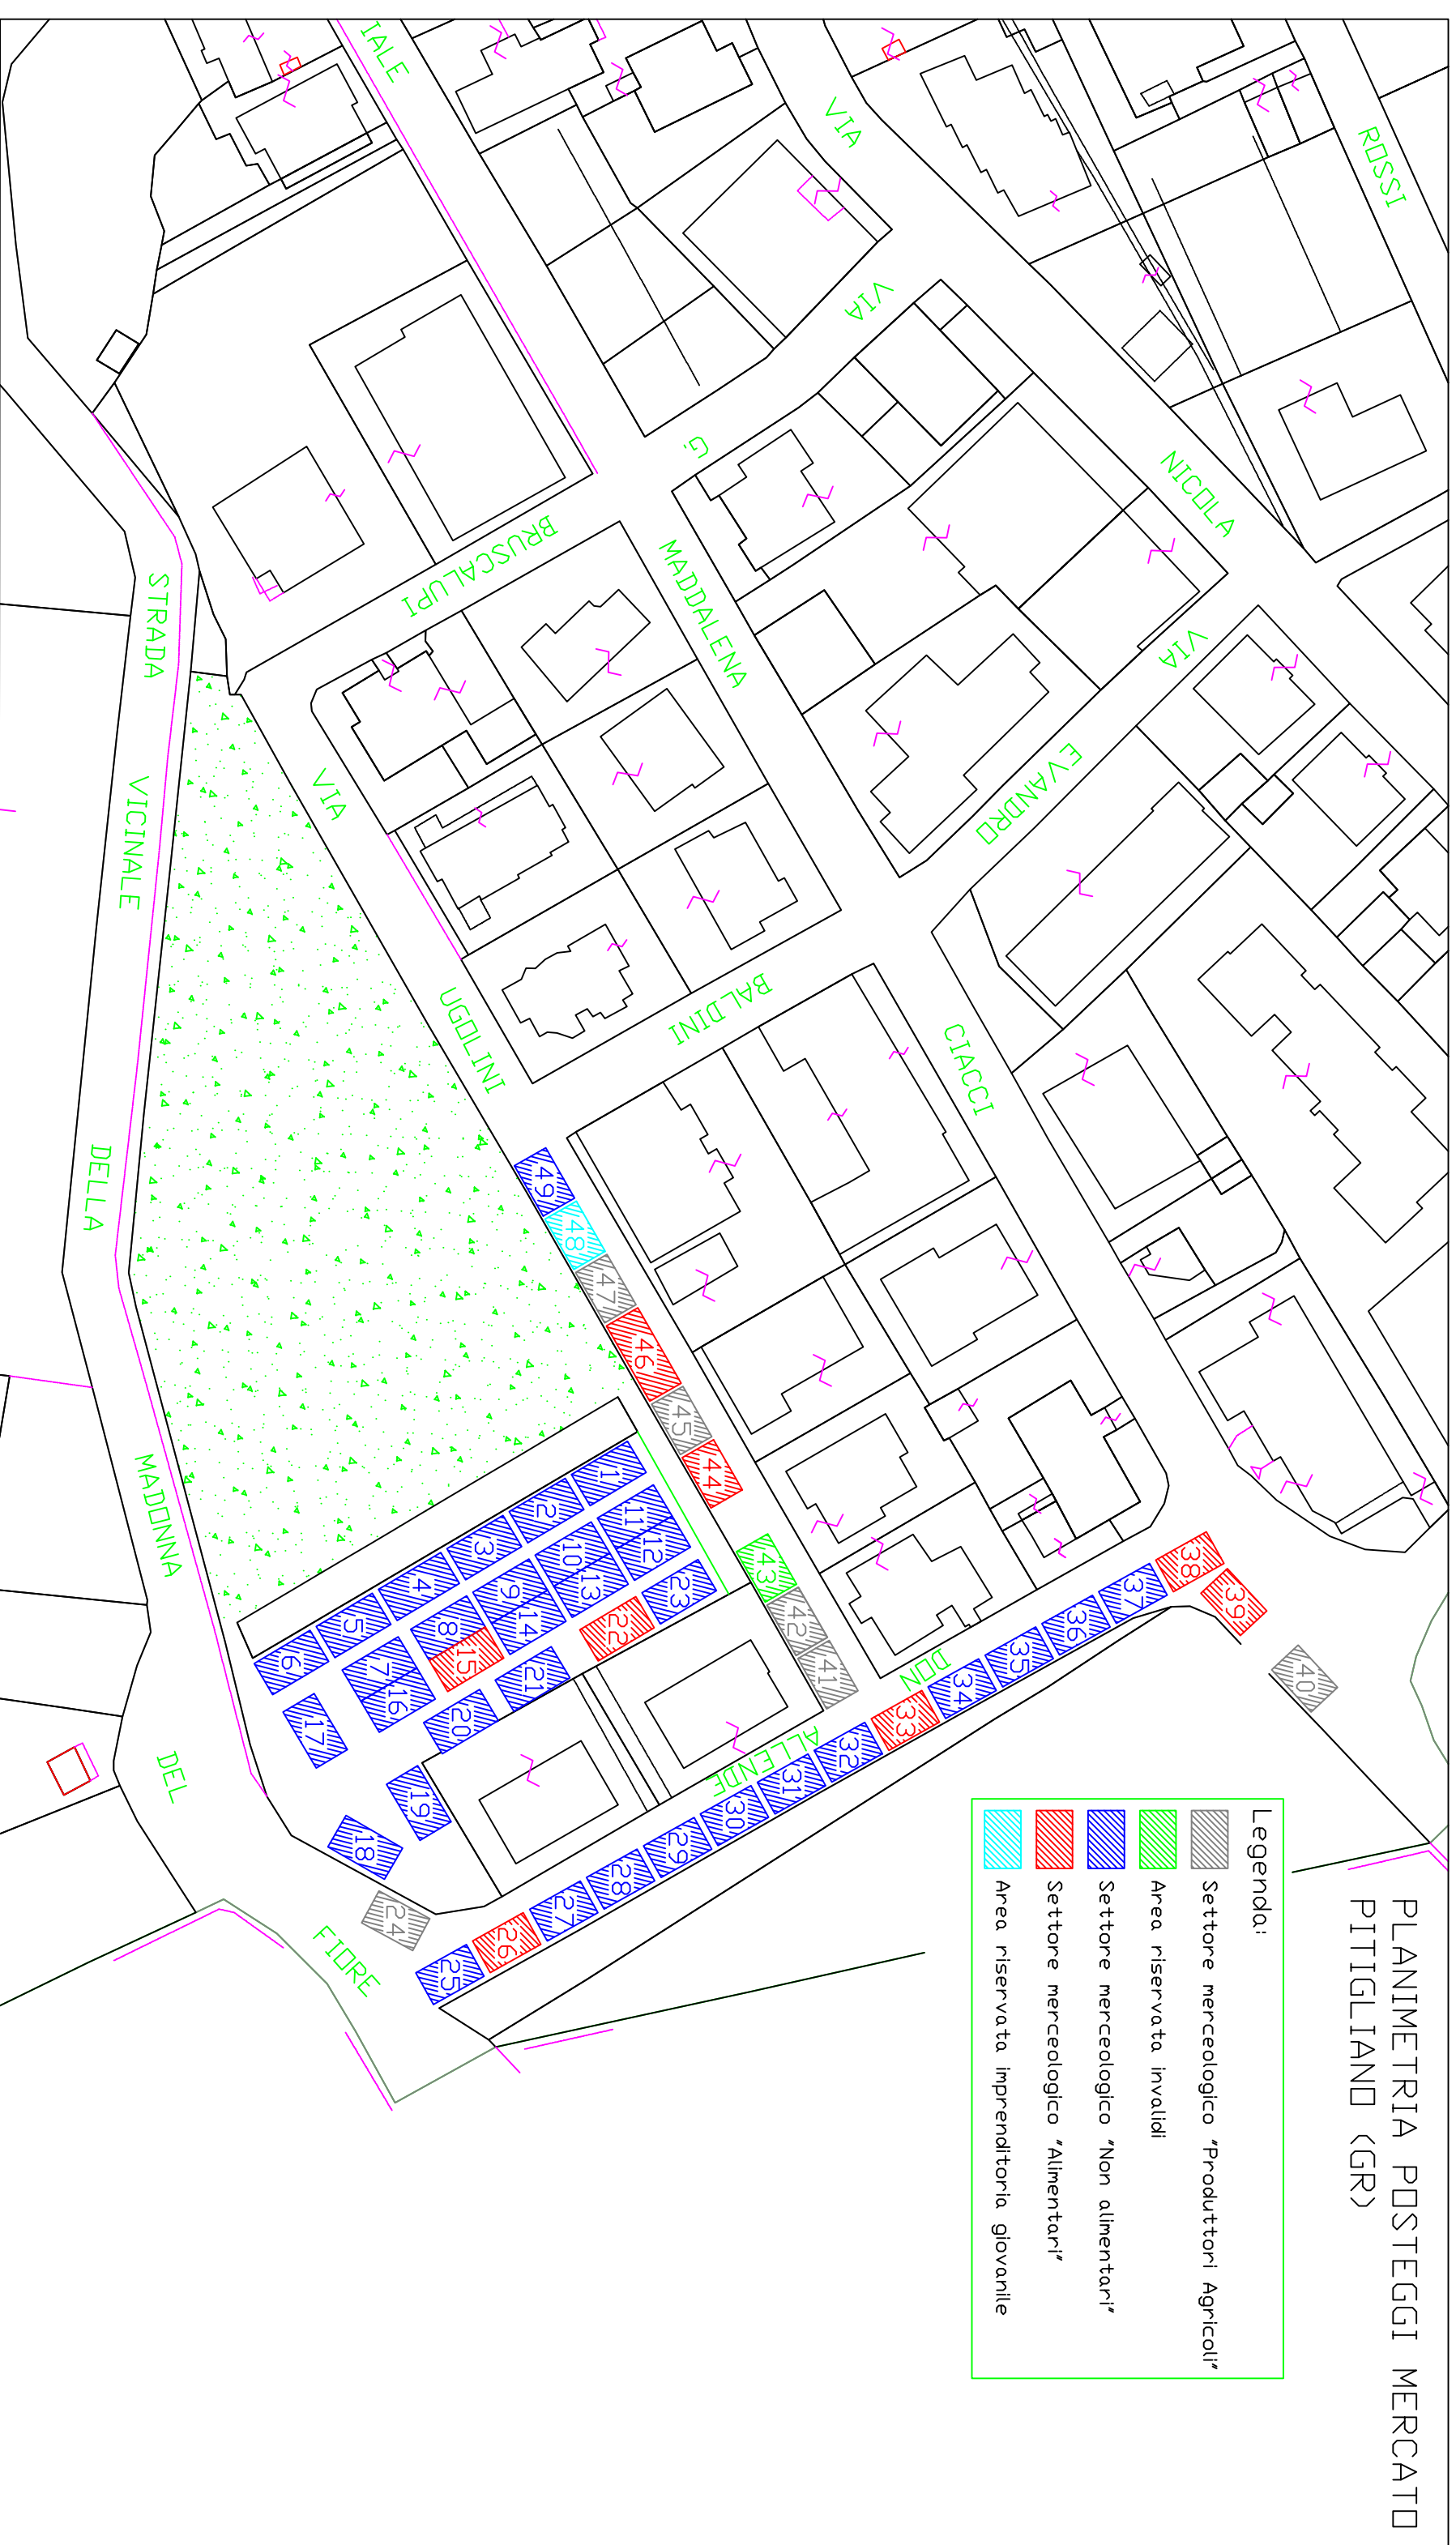 PLANIMETRIA POSTEGGI MERCATO
PITIGLIANO (GR)
Legenda:
Settore merceologico "Produttori Agricoli"
Area riservata invalidi
Settore merceologico "Non alimentari"
Settore merceologico "Alimentari"
Area riservata imprenditoria giovanile
ROSSI
VIA
NICOLA
CIACCI
VIA
EVANDRO
BALDINI
VIA
G.
BRUSCALUPI
IALE
MADDALENA
VIA
UGOLINI
DON
ALLENDE
STRADA
VICINALE
DELLA
MADONNA
DEL
FIORE
1
2
3
4
5
6
7
8
9
10
11
12
13
14
15
16
17
18
19
20
21
22
23
24
25
26
27
28
29
30
31
32
33
34
35
36
37
38
39
40
41
42
43
44
45
46
47
48
49